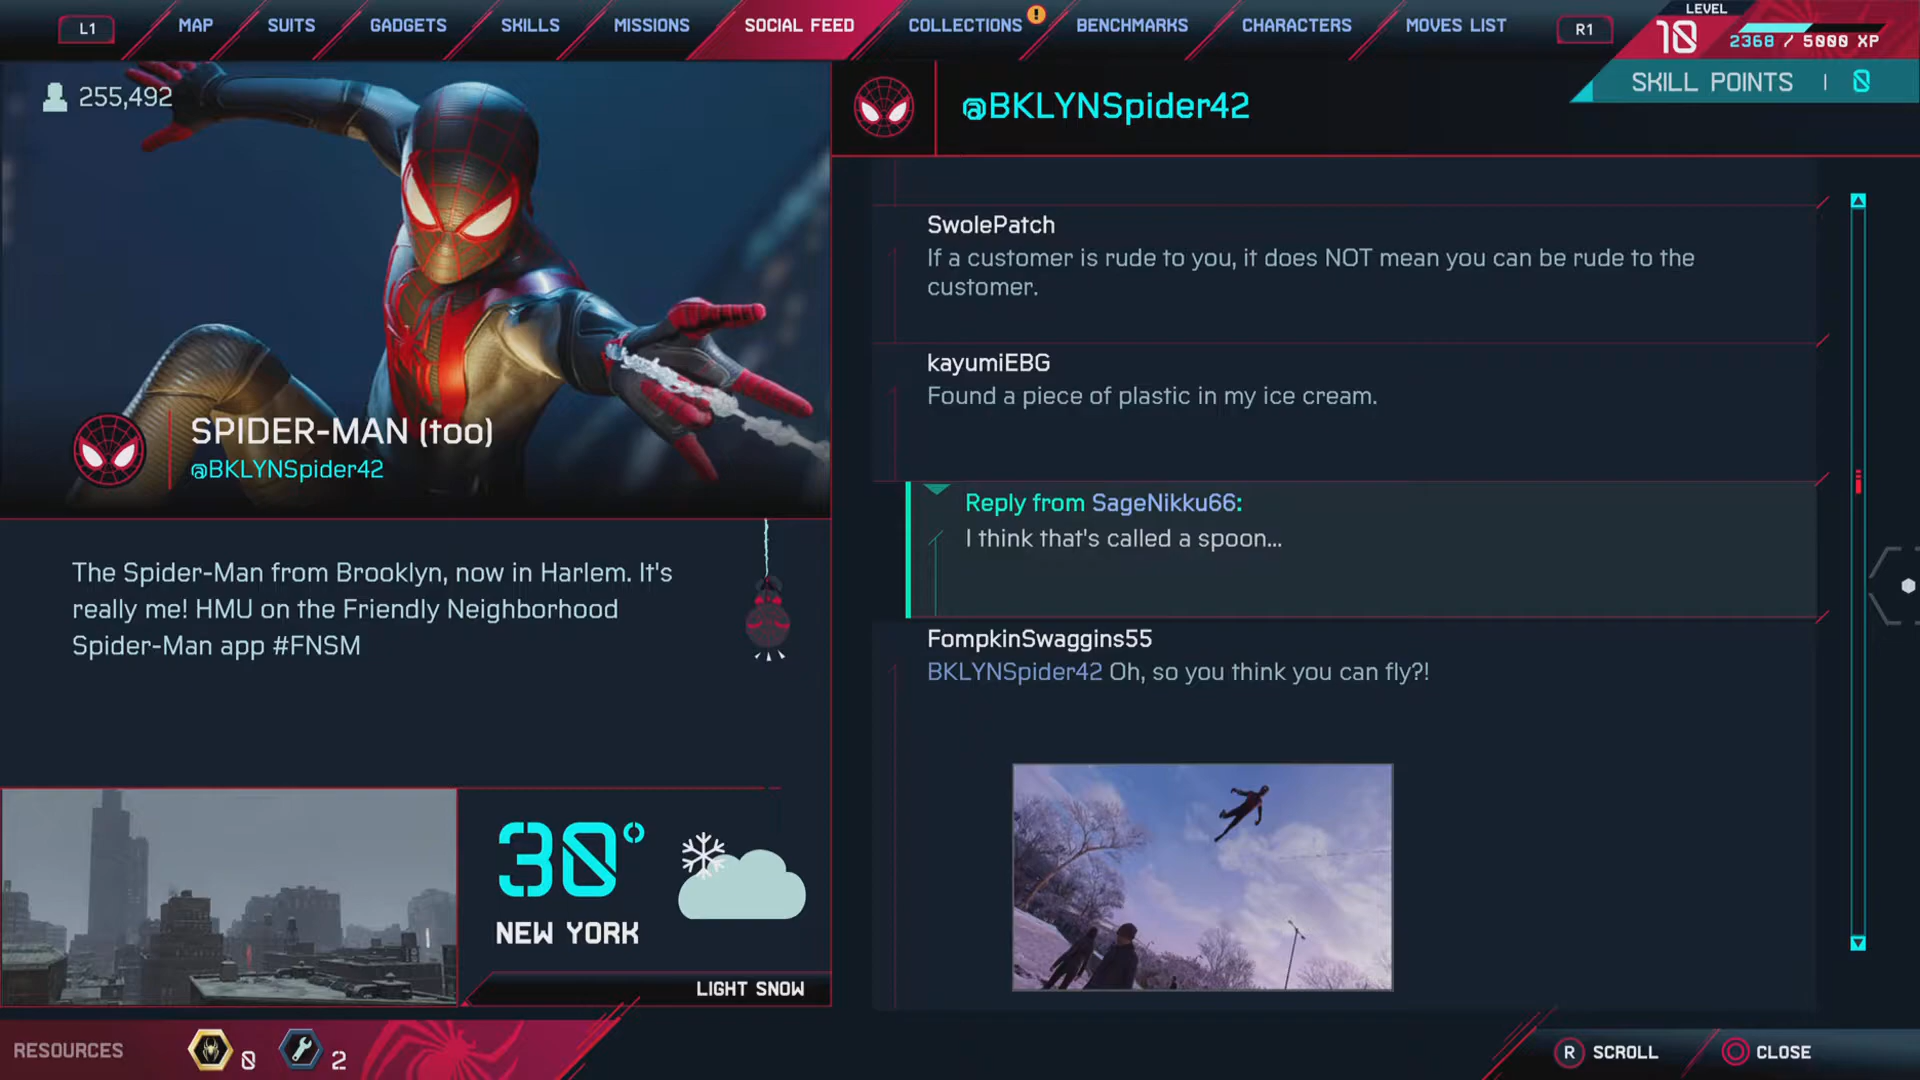 L1
MAP
SUITS
GADGETS
SKILLS
MISSIONS
SOCIAL FEED
COLLECTIONS
!
BENCHMARKS
CHARACTERS
MOVES LIST
R1
LEVEL
10
2368 / 5000 XP
SKILL POINTS | 0
255,492
SPIDER-MAN (too)
@BKLYNSpider42
The Spider-Man from Brooklyn, now in Harlem. It's
really me! HMU on the Friendly Neighborhood
Spider-Man app #FNSM
30°
NEW YORK
LIGHT SNOW
@BKLYNSpider42
SwolePatch
If a customer is rude to you, it does NOT mean you can be rude to the
customer.
kayumiEBG
Found a piece of plastic in my ice cream.
Reply from SageNikku66:
I think that's called a spoon...
FompkinSwaggins55
BKLYNSpider42 Oh, so you think you can fly?!
RESOURCES
0
2
R SCROLL
CLOSE